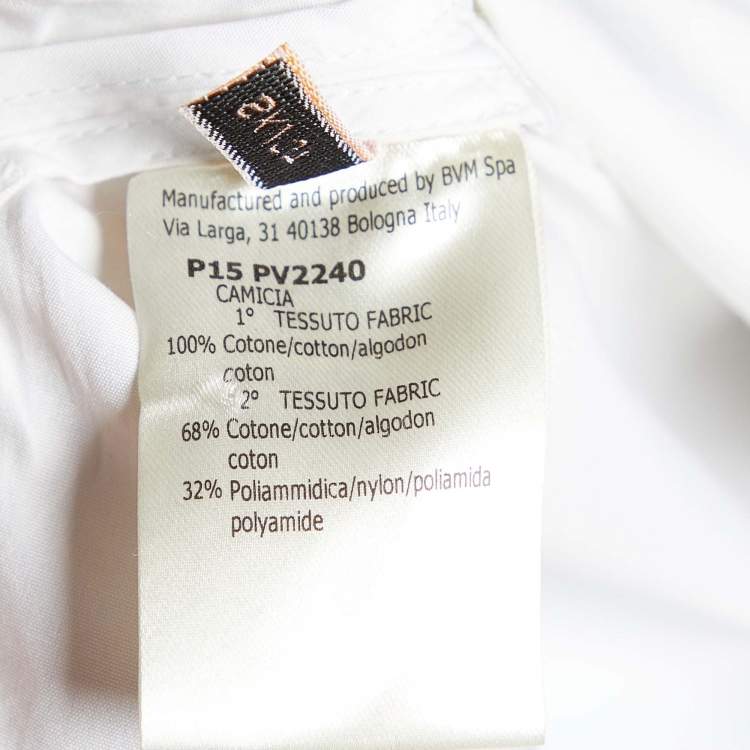 Manufactured and produced by BVM Spa
Via Larga, 31 40138 Bologna Italy
P15 PV2240
CAMICIA
1° TESSUTO FABRIC
100% Cotone/cotton/algodon
coton
2° TESSUTO FABRIC
68% Cotone/cotton/algodon
coton
32% Poliammidica/nylon/poliamida
polyamide